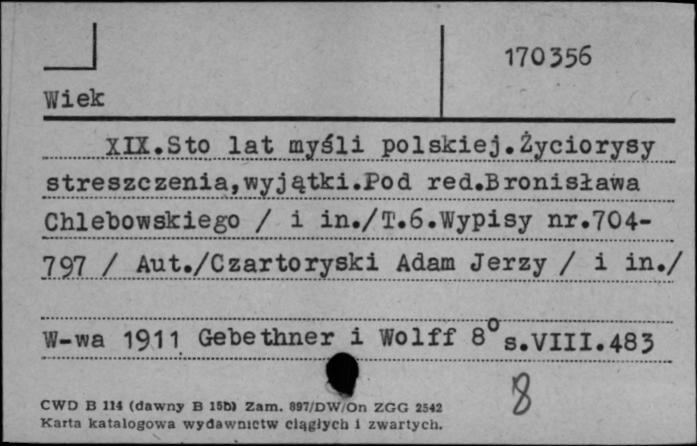 170356
Wiek
XIX.Sto lat myśli polskiej.Życiorysy
streszczenia,wyjątki.Pod red.Bronisława
Chlebowskiego / i in./T.6.Wypisy nr.704-
797 / Aut./Czartoryski Adam Jerzy / i in./
W-wa 1911 Gebethner i Wolff 8° s.VIII.483
8
CWD B 114 (dawny B 15b) Zam. 897/DW/On ZGG 2542
Karta katalogowa wydawnictw ciągłych i zwartych.